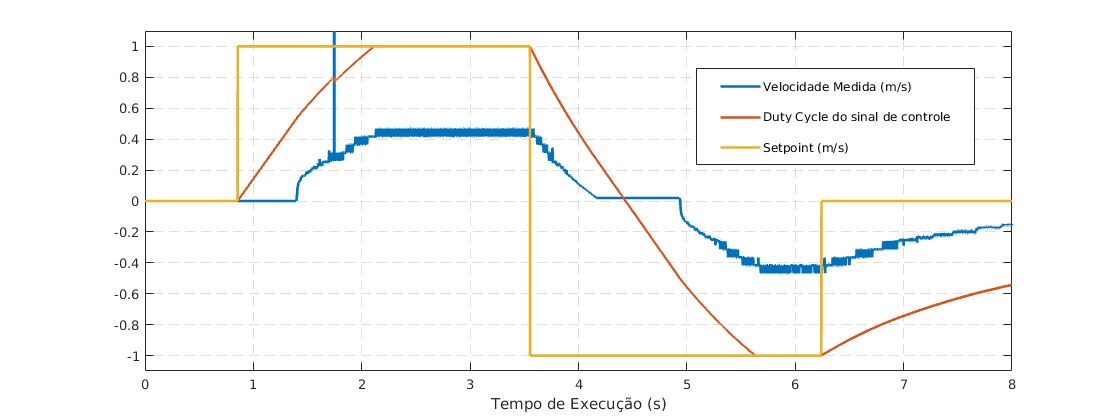 1
0.8
0.6
0.4
0.2
0
-0.2
-0.4
-0.6
-0.8
-1
Velocidade Medida (m/s)
Duty Cycle do sinal de controle
Setpoint (m/s)
0 1 2 3 4 5 6 7 8
Tempo de Execução (s)